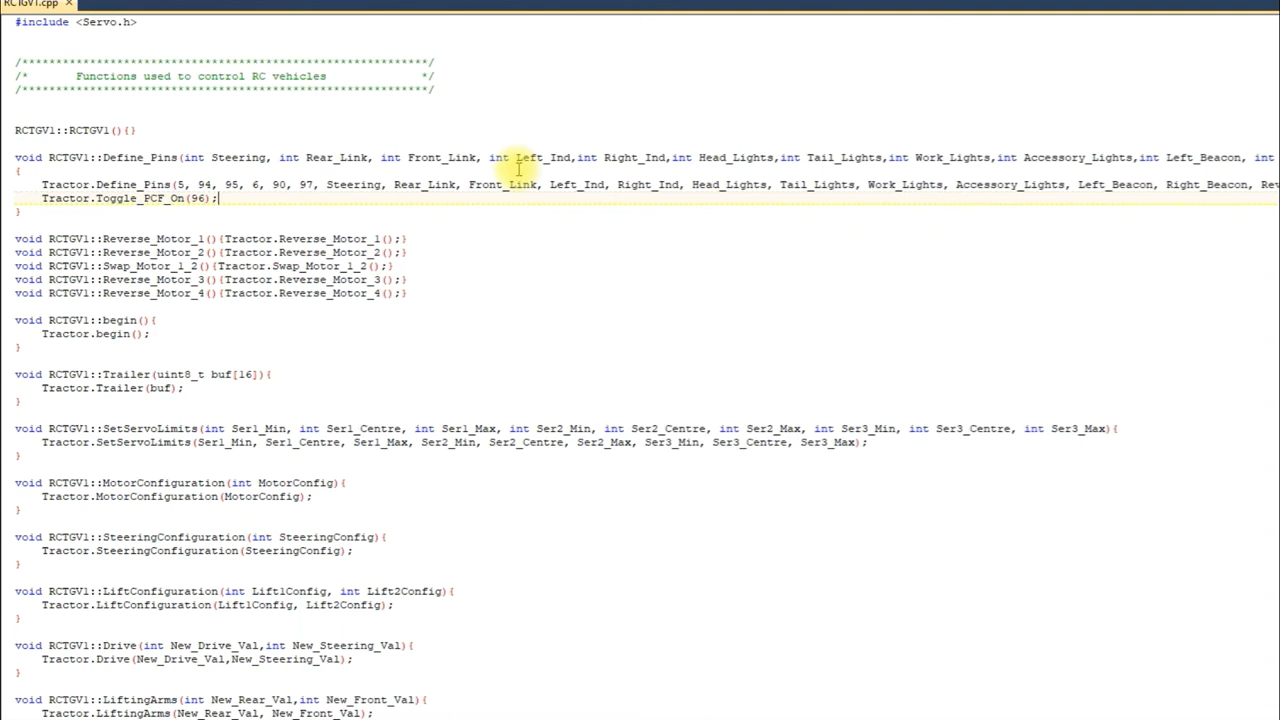 RCTGV1.cpp ×
#include <Servo.h>
/************************************************************/
/*       Functions used to control RC vehicles              */
/************************************************************/
RCTGV1::RCTGV1(){}
void RCTGV1::Define_Pins(int Steering, int Rear_Link, int Front_Link, int Left_Ind,int Right_Ind,int Head_Lights,int Tail_Lights,int Work_Lights,int Accessory_Lights,int Left_Beacon, int
{
Tractor.Define_Pins(5, 94, 95, 6, 90, 97, Steering, Rear_Link, Front_Link, Left_Ind, Right_Ind, Head_Lights, Tail_Lights, Work_Lights, Accessory_Lights, Left_Beacon, Right_Beacon, Rev
Tractor.Toggle_PCF_On(96);
}
void RCTGV1::Reverse_Motor_1(){Tractor.Reverse_Motor_1();}
void RCTGV1::Reverse_Motor_2(){Tractor.Reverse_Motor_2();}
void RCTGV1::Swap_Motor_1_2(){Tractor.Swap_Motor_1_2();}
void RCTGV1::Reverse_Motor_3(){Tractor.Reverse_Motor_3();}
void RCTGV1::Reverse_Motor_4(){Tractor.Reverse_Motor_4();}
void RCTGV1::begin(){
Tractor.begin();
}
void RCTGV1::Trailer(uint8_t buf[16]){
Tractor.Trailer(buf);
}
void RCTGV1::SetServoLimits(int Ser1_Min, int Ser1_Centre, int Ser1_Max, int Ser2_Min, int Ser2_Centre, int Ser2_Max, int Ser3_Min, int Ser3_Centre, int Ser3_Max){
Tractor.SetServoLimits(Ser1_Min, Ser1_Centre, Ser1_Max, Ser2_Min, Ser2_Centre, Ser2_Max, Ser3_Min, Ser3_Centre, Ser3_Max);
}
void RCTGV1::MotorConfiguration(int MotorConfig){
Tractor.MotorConfiguration(MotorConfig);
}
void RCTGV1::SteeringConfiguration(int SteeringConfig){
Tractor.SteeringConfiguration(SteeringConfig);
}
void RCTGV1::LiftConfiguration(int Lift1Config, int Lift2Config){
Tractor.LiftConfiguration(Lift1Config, Lift2Config);
}
void RCTGV1::Drive(int New_Drive_Val,int New_Steering_Val){
Tractor.Drive(New_Drive_Val,New_Steering_Val);
}
void RCTGV1::LiftingArms(int New_Rear_Val,int New_Front_Val){
Tractor.LiftingArms(New_Rear_Val, New_Front_Val);